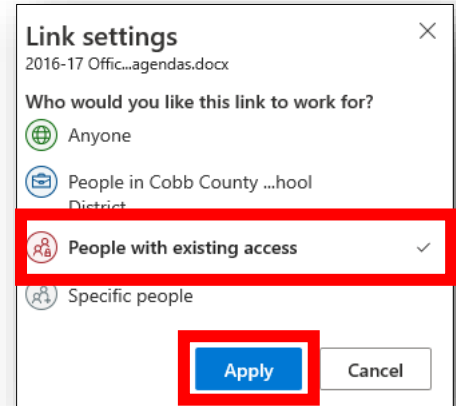 Link settings
2016-17 Offic...agendas.docx
Who would you like this link to work for?
Anyone
People in Cobb County ...hool
District
People with existing access
Specific people
Apply
Cancel